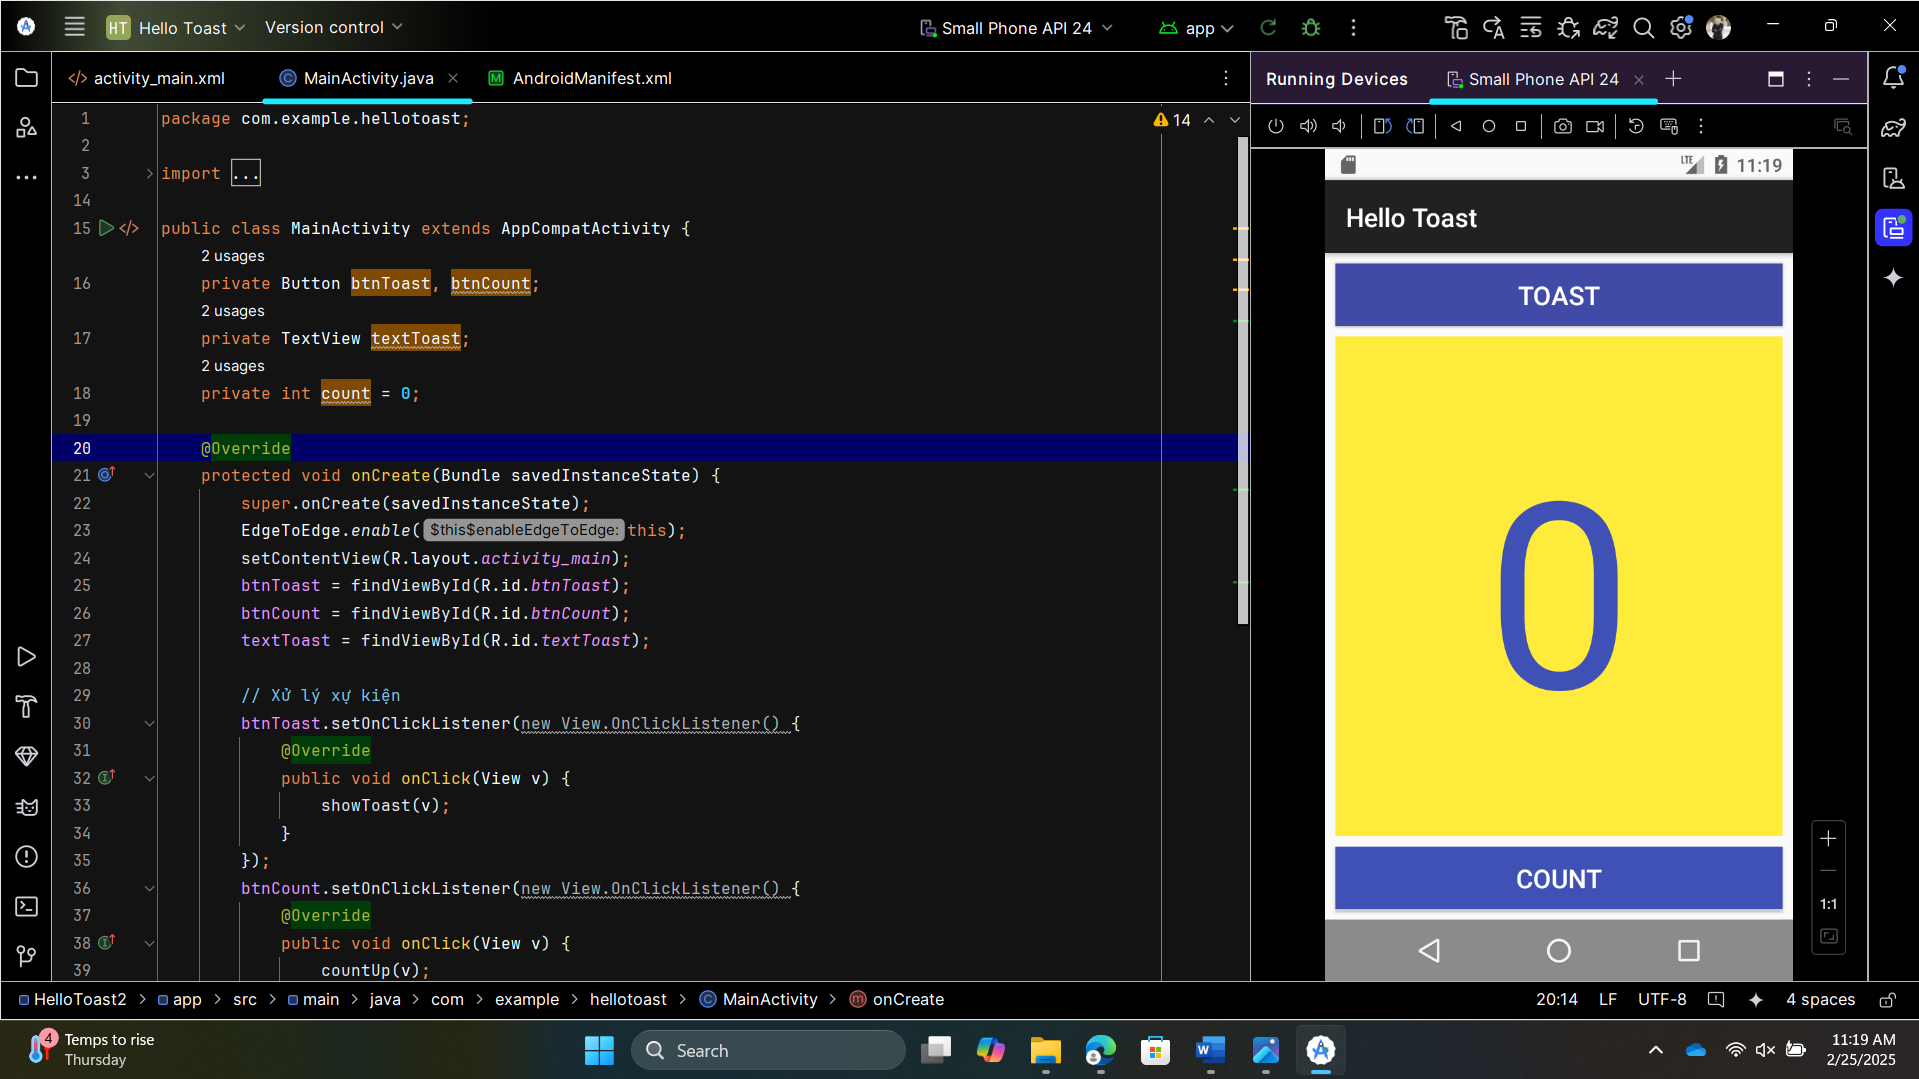 HT Hello Toast Version control Small Phone API 24 app
activity_main.xml MainActivity.java AndroidManifest.xml
Running Devices Small Phone API 24
14
1 package com.example.hellotoast;
2
3 import ...
14
15 public class MainActivity extends AppCompatActivity {
2 usages
16 private Button btnToast, btnCount;
2 usages
17 private TextView textToast;
2 usages
18 private int count = 0;
19
20 @Override
21 protected void onCreate(Bundle savedInstanceState) {
22 super.onCreate(savedInstanceState);
23 EdgeToEdge.enable( $this$enableEdgeToEdge: this);
24 setContentView(R.layout.activity_main);
25 btnToast = findViewById(R.id.btnToast);
26 btnCount = findViewById(R.id.btnCount);
27 textToast = findViewById(R.id.textToast);
28
29 // Xử lý xự kiện
30 btnToast.setOnClickListener(new View.OnClickListener() {
31 @Override
32 public void onClick(View v) {
33 showToast(v);
34 }
35 });
36 btnCount.setOnClickListener(new View.OnClickListener() {
37 @Override
38 public void onClick(View v) {
39 countUp(v);
LTE 11:19
Hello Toast
TOAST
0
COUNT
1:1
HelloToast2 > app > src > main > java > com > example > hellotoast > MainActivity > onCreate
20:14 LF UTF-8 4 spaces
4 Temps to rise
Thursday
Search
11:19 AM
2/25/2025